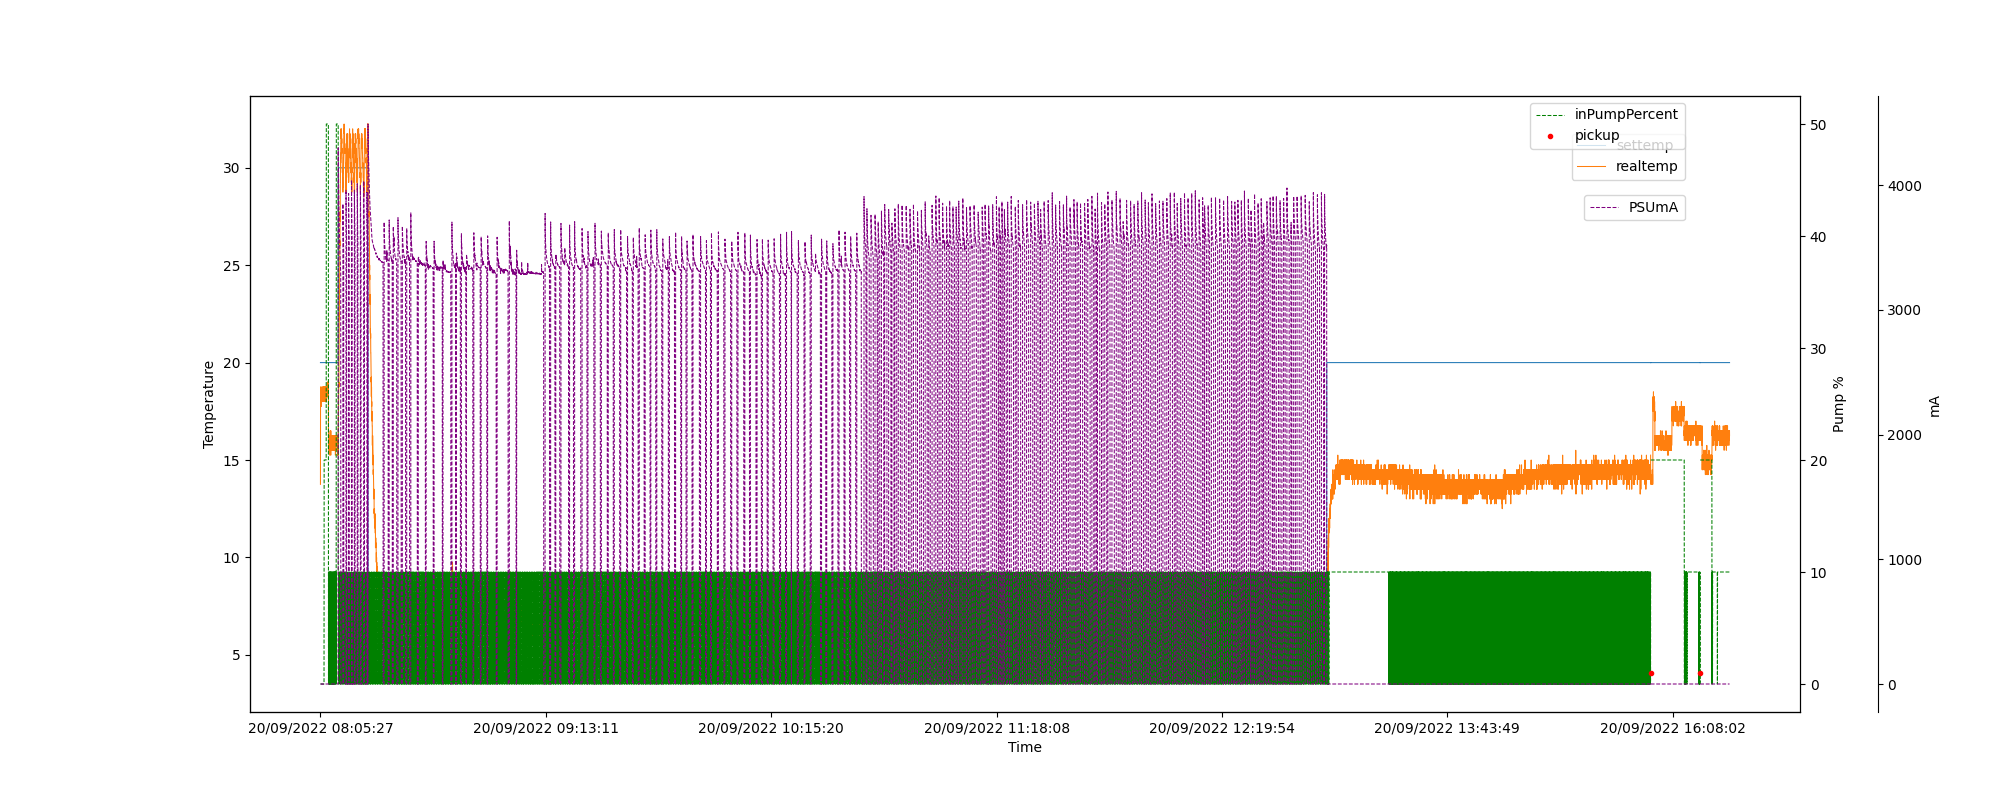 inPumpPercent
pickup
settemp
realtemp
PSUmA
30
25
20
15
10
5
Temperature
50
40
30
20
10
0
Pump %
4000
3000
2000
1000
0
mA
20/09/2022 08:05:27
20/09/2022 09:13:11
20/09/2022 10:15:20
20/09/2022 11:18:08
20/09/2022 12:19:54
20/09/2022 13:43:49
20/09/2022 16:08:02
Time